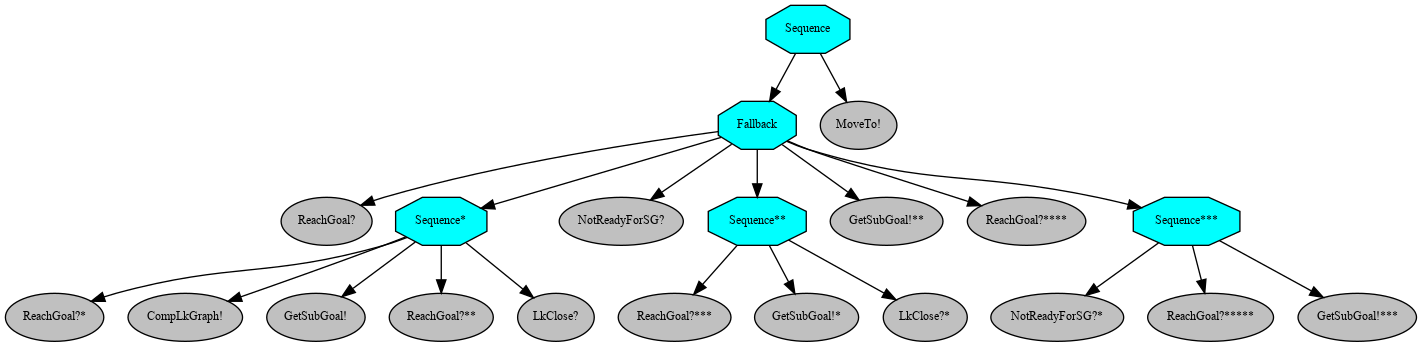 Sequence
Fallback
MoveTo!
ReachGoal?
Sequence*
NotReadyForSG?
Sequence**
GetSubGoal!**
ReachGoal?****
Sequence***
ReachGoal?*
CompLkGraph!
GetSubGoal!
ReachGoal?**
LkClose?
ReachGoal?***
GetSubGoal!*
LkClose?*
NotReadyForSG?*
ReachGoal?*****
GetSubGoal!***